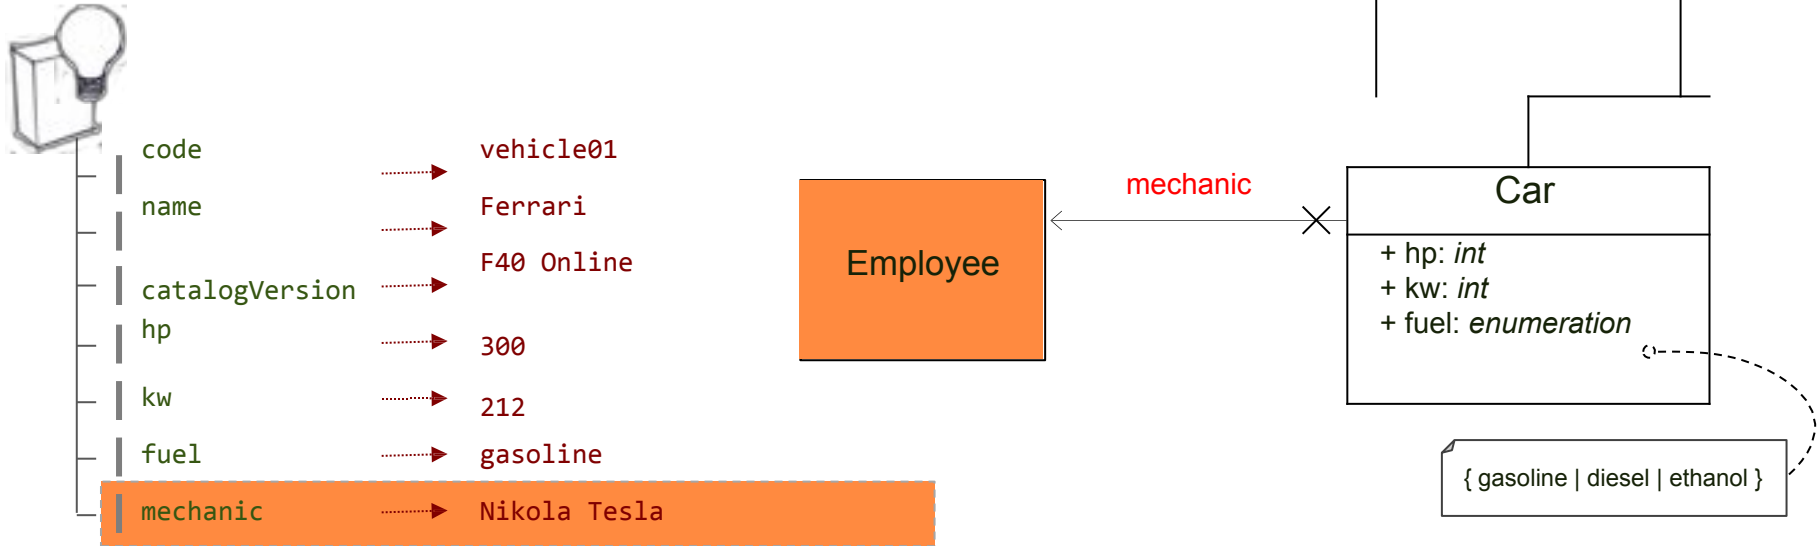 code vehicle01
name Ferrari
F40 Online
catalogVersion
hp 300
kw 212
fuel gasoline
mechanic Nikola Tesla
Employee
mechanic
Car
+ hp: int
+ kw: int
+ fuel: enumeration
{ gasoline | diesel | ethanol }